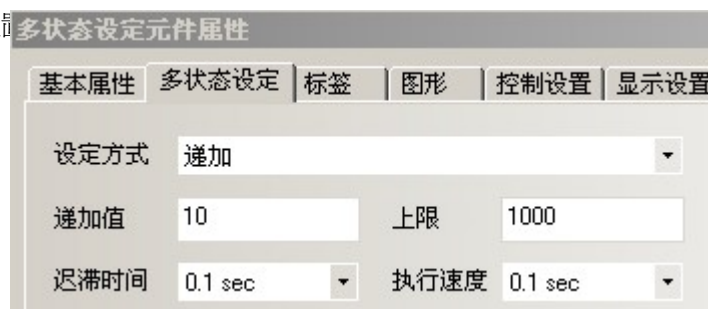 多状态设定元件属性
基本属性 多状态设定 标签 图形 控制设置 显示设置
设定方式 递加
递加值 10 上限 1000
迟滞时间 0.1 sec 执行速度 0.1 sec